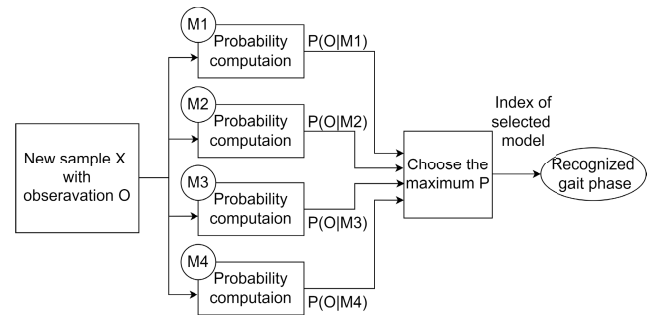 New sample X
with
obseravation O
M1
Probability
computaion
P(O|M1)
M2
Probability
computaion
P(O|M2)
M3
Probability
computaion
P(O|M3)
M4
Probability
computaion
P(O|M4)
Choose the
maximum P
Index of
selected
model
Recognized
gait phase